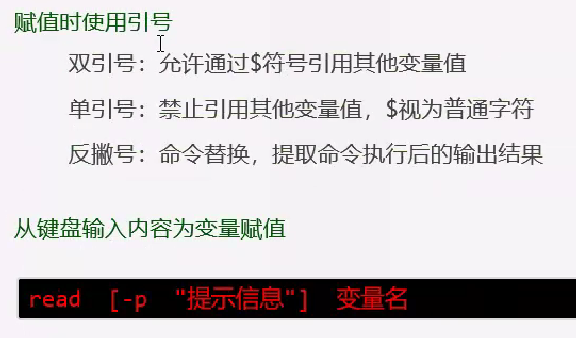 赋值时使用引号
双引号：允许通过$符号引用其他变量值
单引号：禁止引用其他变量值，$视为普通字符
反撇号：命令替换，提取命令执行后的输出结果
从键盘输入内容为变量赋值
read [-p "提示信息"] 变量名